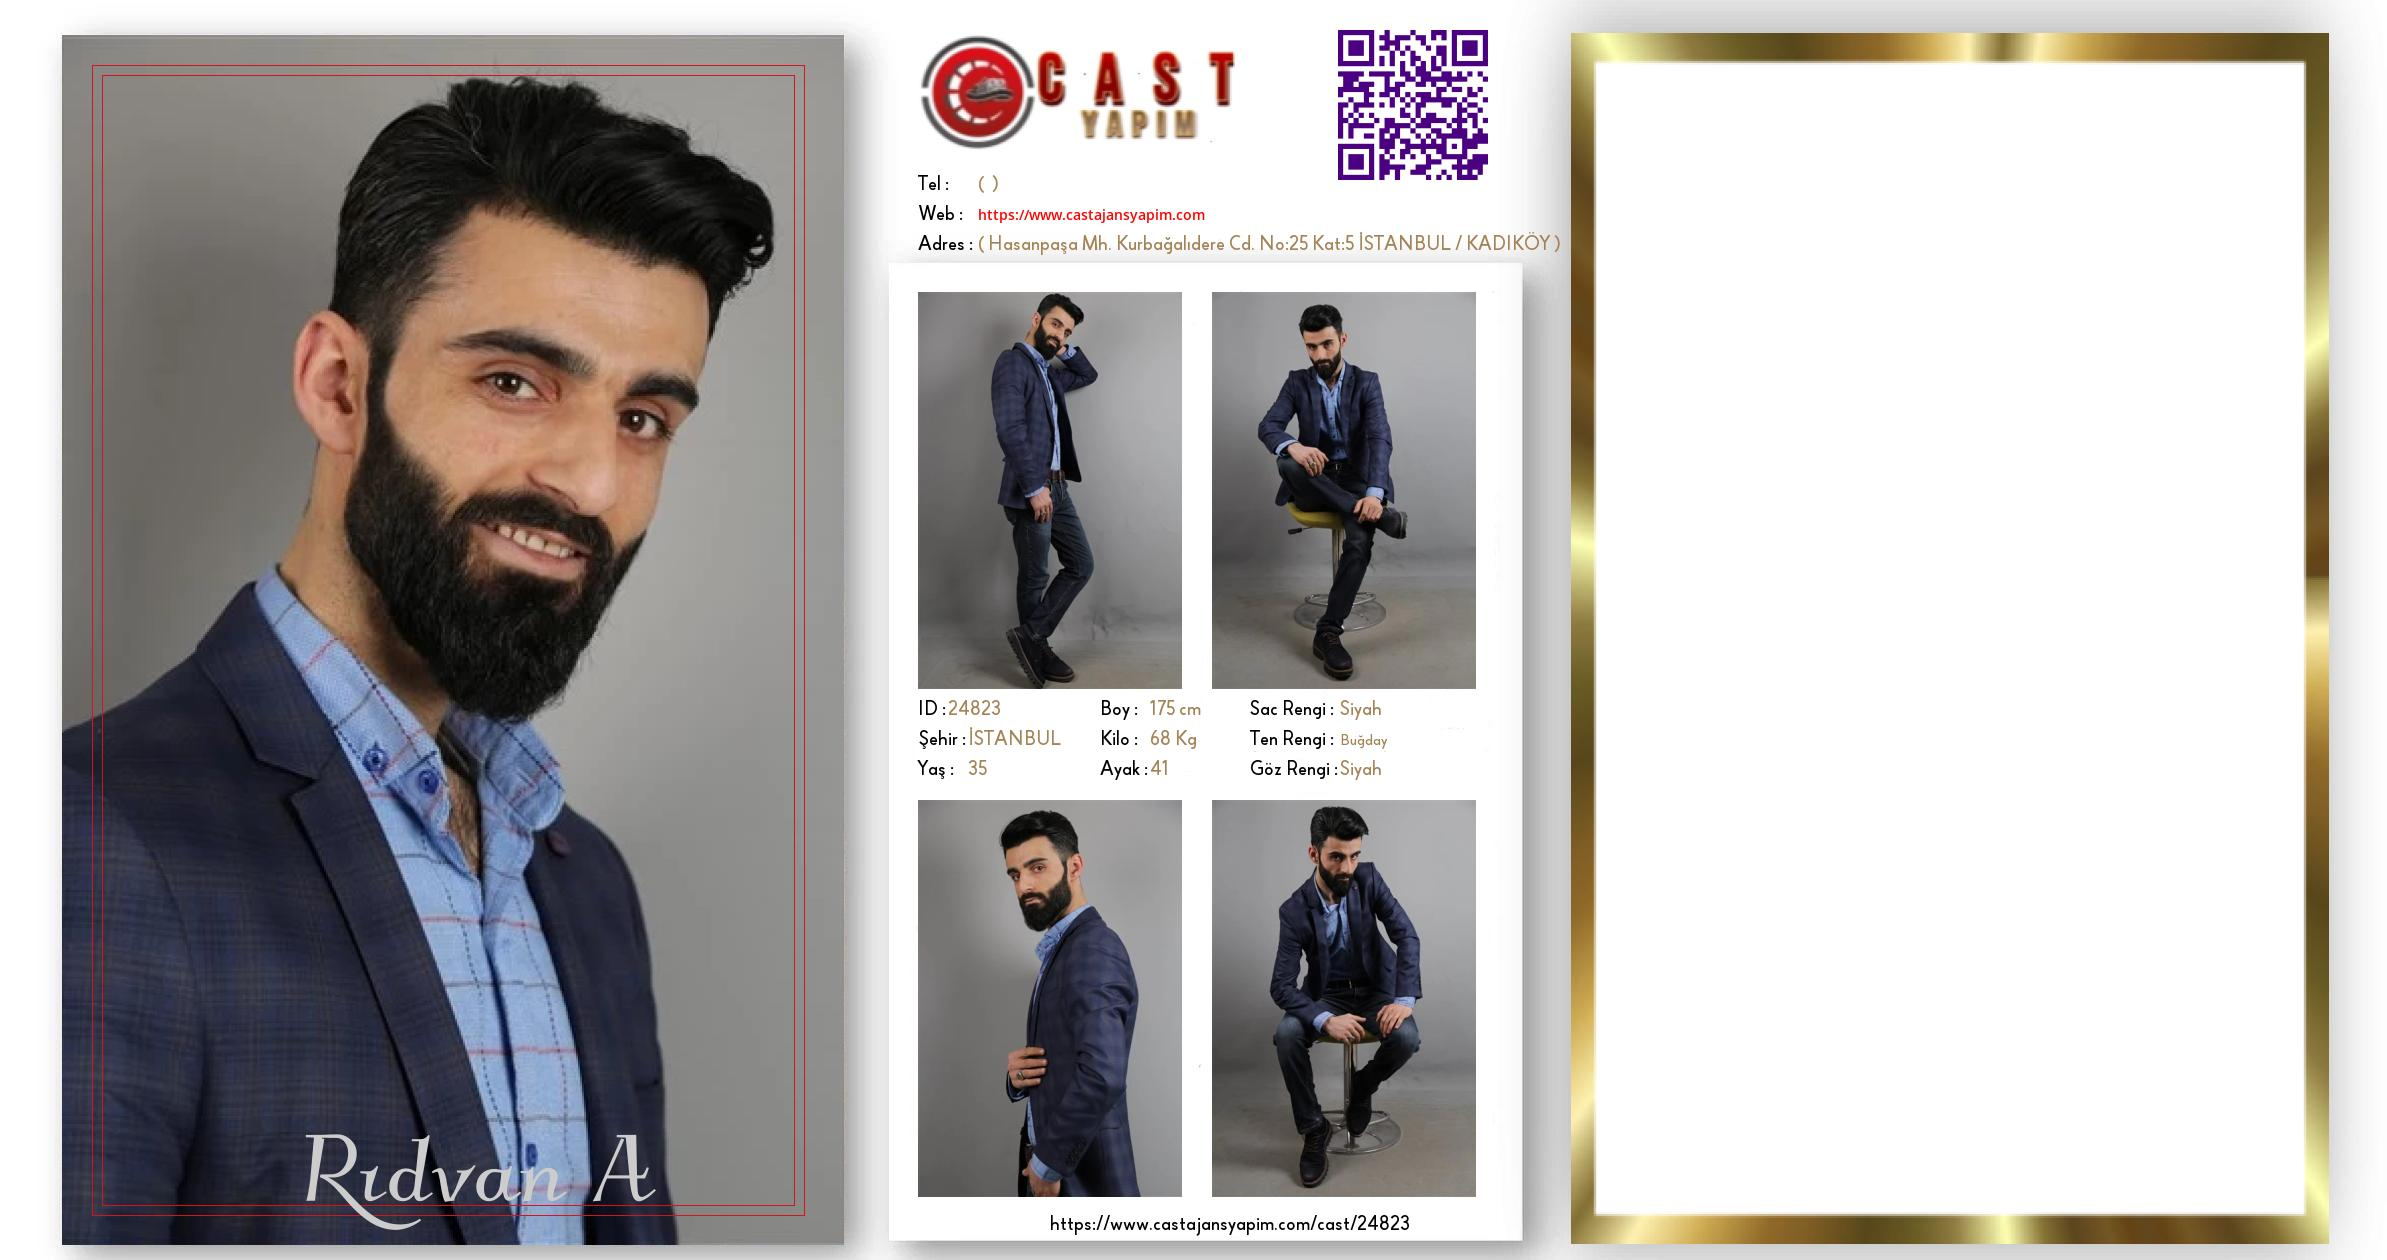 Rıdvan A
CAST
YAPIM
Tel : ( )
Web : https://www.castajansyapim.com
Adres : ( Hasanpaşa Mh. Kurbağalıdere Cd. No:25 Kat:5 İSTANBUL / KADIKÖY )
ID : 24823 Boy : 175 cm Sac Rengi : Siyah
Şehir : İSTANBUL Kilo : 68 Kg Ten Rengi : Buğday
Yaş : 35 Ayak : 41 Göz Rengi : Siyah
https://www.castajansyapim.com/cast/24823